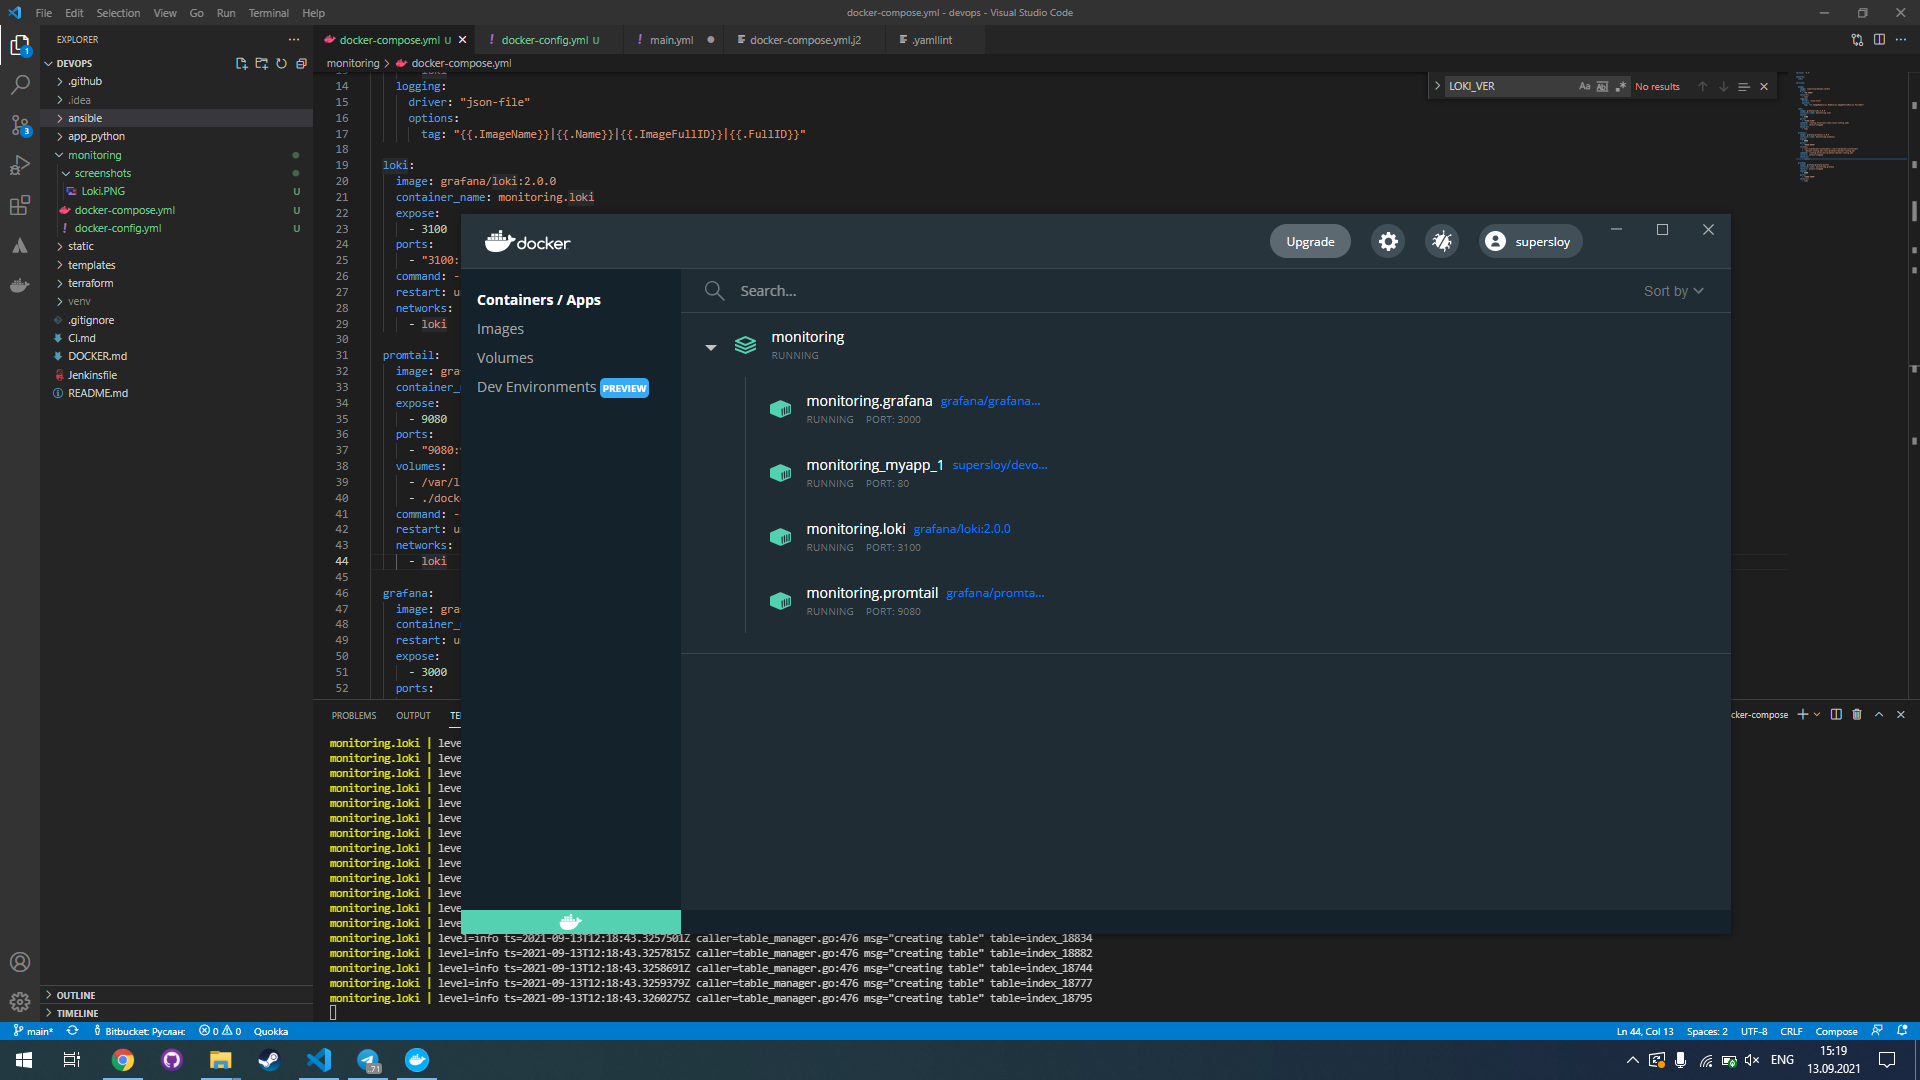 File Edit Selection View Go Run Terminal Help
docker-compose.yml - devops - Visual Studio Code
EXPLORER
DEVOPS
.github
.idea
ansible
app_python
monitoring
screenshots
Loki.PNG U
docker-compose.yml U
docker-config.yml U
static
templates
terraform
venv
.gitignore
CI.md
DOCKER.md
Jenkinsfile
README.md
OUTLINE
TIMELINE
docker-compose.yml U
docker-config.yml U
main.yml
docker-compose.yml.j2
.yamllint
monitoring > docker-compose.yml
LOKI_VER
No results
14 logging:
15 driver: "json-file"
16 options:
17 tag: "{{.ImageName}}|{{.Name}}|{{.ImageFullID}}|{{.FullID}}"
18
19 loki:
20 image: grafana/loki:2.0.0
21 container_name: monitoring.loki
22 expose:
23 - 3100
24 ports:
25 - "3100:
26 command: -
27 restart: u
28 networks:
29 - loki
30
31 promtail:
32 image: gra
33 container_
34 expose:
35 - 9080
36 ports:
37 - "9080:
38 volumes:
39 - /var/l
40 - ./dock
41 command: -
42 restart: u
43 networks:
44 - loki
45
46 grafana:
47 image: gra
48 container_
49 restart: u
50 expose:
51 - 3000
52 ports:
docker
Upgrade
supersloy
Containers / Apps
Images
Volumes
Dev Environments PREVIEW
Search...
Sort by
monitoring
RUNNING
monitoring.grafana grafana/grafana...
RUNNING PORT: 3000
monitoring_myapp_1 supersloy/devo...
RUNNING PORT: 80
monitoring.loki grafana/loki:2.0.0
RUNNING PORT: 3100
monitoring.promtail grafana/promta...
RUNNING PORT: 9080
PROBLEMS OUTPUT TE
cker-compose
monitoring.loki | leve
monitoring.loki | leve
monitoring.loki | leve
monitoring.loki | leve
monitoring.loki | leve
monitoring.loki | leve
monitoring.loki | leve
monitoring.loki | leve
monitoring.loki | leve
monitoring.loki | leve
monitoring.loki | leve
monitoring.loki | leve
monitoring.loki | leve
monitoring.loki | level=info ts=2021-09-13T12:18:43.3257501Z caller=table_manager.go:476 msg="creating table" table=index_18834
monitoring.loki | level=info ts=2021-09-13T12:18:43.3257815Z caller=table_manager.go:476 msg="creating table" table=index_18882
monitoring.loki | level=info ts=2021-09-13T12:18:43.3258691Z caller=table_manager.go:476 msg="creating table" table=index_18744
monitoring.loki | level=info ts=2021-09-13T12:18:43.3259379Z caller=table_manager.go:476 msg="creating table" table=index_18777
monitoring.loki | level=info ts=2021-09-13T12:18:43.3260275Z caller=table_manager.go:476 msg="creating table" table=index_18795
main* Bitbucket: Руслан: 0 0 Quokka
Ln 44, Col 13 Spaces: 2 UTF-8 CRLF Compose
ENG
15:19
13.09.2021